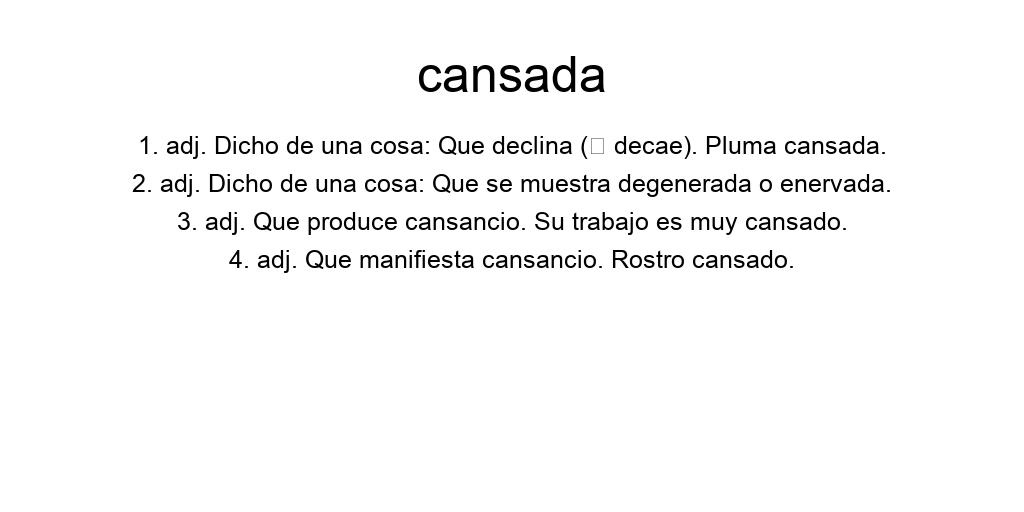 cansada
1. adj. Dicho de una cosa: Que declina (□ decae). Pluma cansada.
2. adj. Dicho de una cosa: Que se muestra degenerada o enervada.
3. adj. Que produce cansancio. Su trabajo es muy cansado.
4. adj. Que manifiesta cansancio. Rostro cansado.